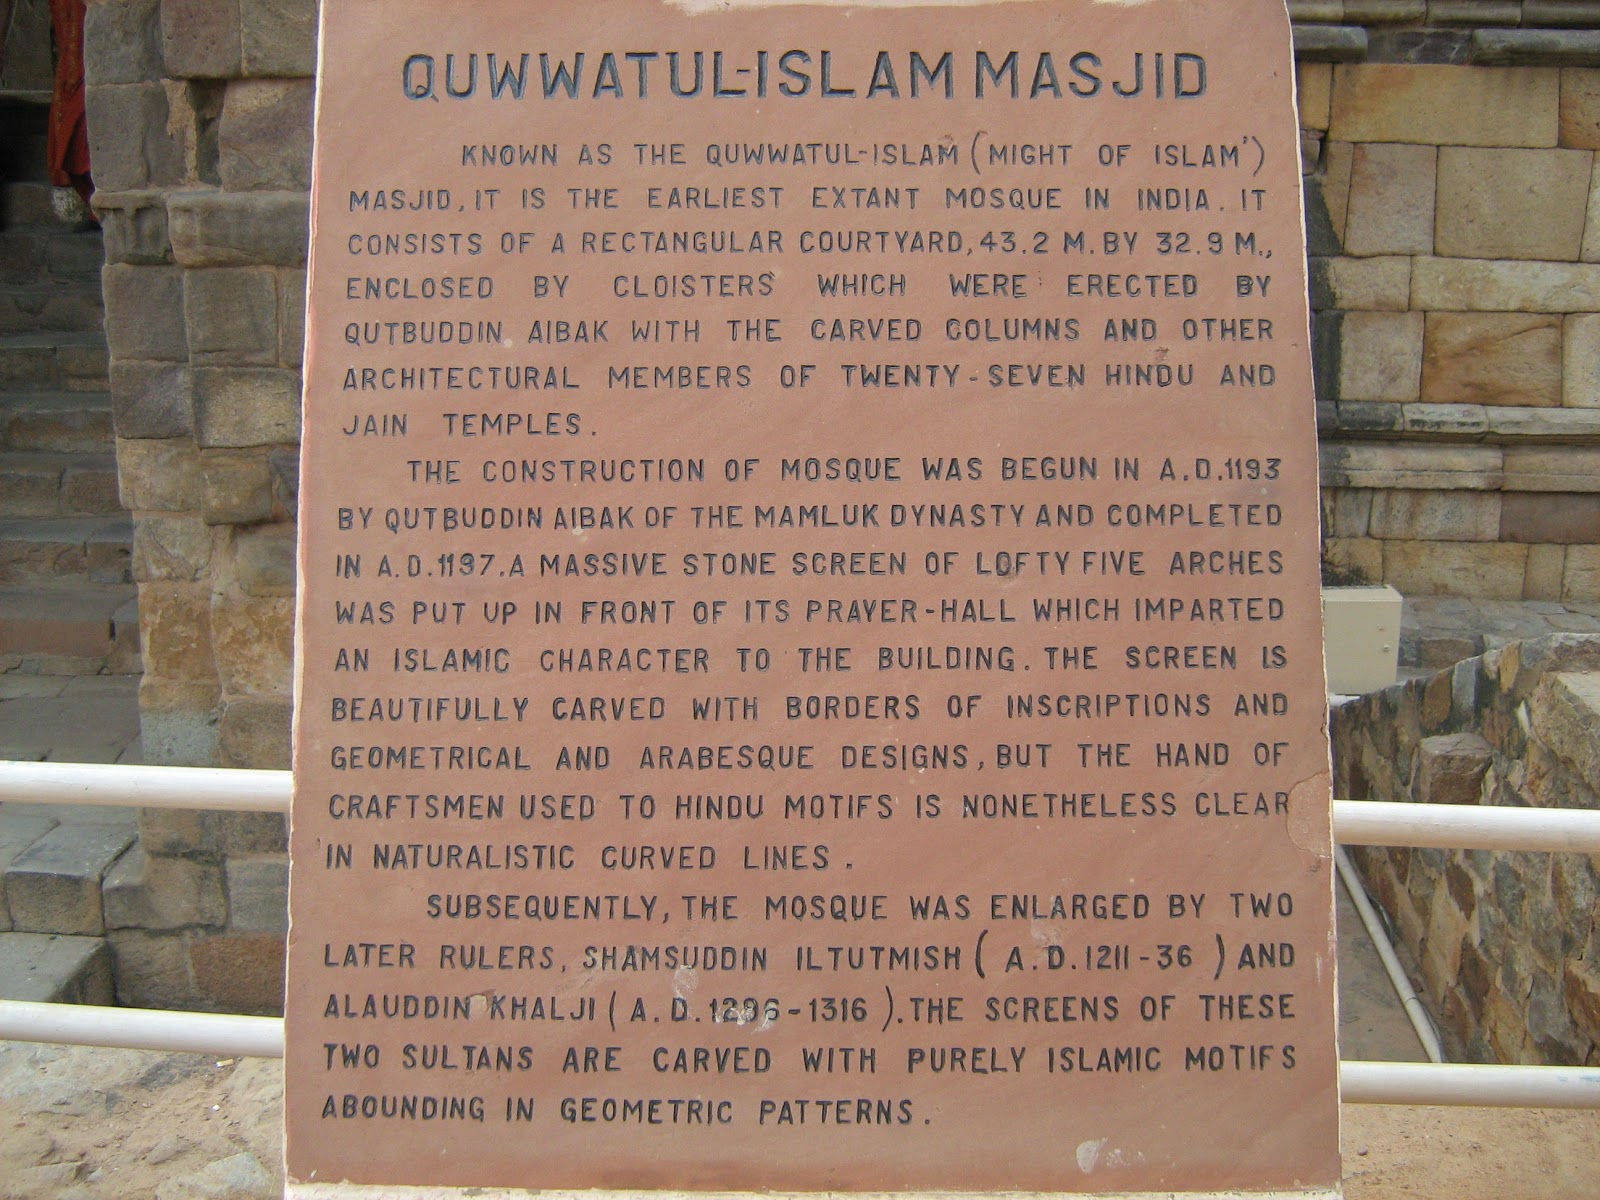 QUWWATUL-ISLAM MASJID
KNOWN AS THE QUWWATUL-ISLAM (MIGHT OF ISLAM')
MASJID, IT IS THE EARLIEST EXTANT MOSQUE IN INDIA. IT
CONSISTS OF A RECTANGULAR COURTYARD, 43.2 M. BY 32.9 M.,
ENCLOSED BY CLOISTERS WHICH WERE ERECTED BY
QUTBUDDIN AIBAK WITH THE CARVED COLUMNS AND OTHER
ARCHITECTURAL MEMBERS OF TWENTY-SEVEN HINDU AND
JAIN TEMPLES.
THE CONSTRUCTION OF MOSQUE WAS BEGUN IN A.D.1193
BY QUTBUDDIN AIBAK OF THE MAMLUK DYNASTY AND COMPLETED
IN A.D.1197. A MASSIVE STONE SCREEN OF LOFTY FIVE ARCHES
WAS PUT UP IN FRONT OF ITS PRAYER-HALL WHICH IMPARTED
AN ISLAMIC CHARACTER TO THE BUILDING. THE SCREEN IS
BEAUTIFULLY CARVED WITH BORDERS OF INSCRIPTIONS AND
GEOMETRICAL AND ARABESQUE DESIGNS, BUT THE HAND OF
CRAFTSMEN USED TO HINDU MOTIFS IS NONETHELESS CLEAR
IN NATURALISTIC CURVED LINES.
SUBSEQUENTLY, THE MOSQUE WAS ENLARGED BY TWO
LATER RULERS, SHAMSUDDIN ILTUTMISH (A.D.1211-36) AND
ALAUDDIN KHALJI (A.D.1296-1316). THE SCREENS OF THESE
TWO SULTANS ARE CARVED WITH PURELY ISLAMIC MOTIFS
ABOUNDING IN GEOMETRIC PATTERNS.